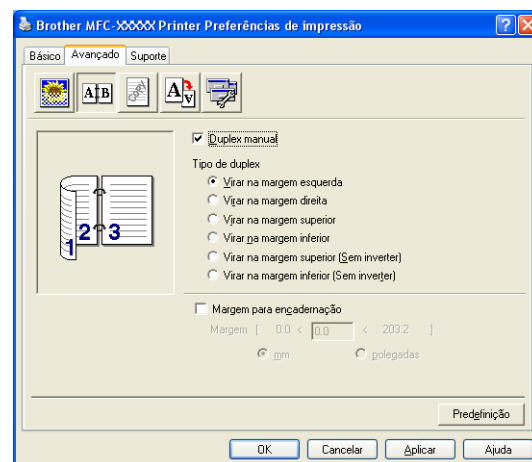 Brother MFC-XXXXX Printer Preferências de impressão
Básico Avançado Suporte
A B
A A
Duplex manual
Tipo de duplex
Virar na margem esquerda
Virar na margem direita
Virar na margem superior
Virar na margem inferior
Virar na margem superior (Sem inverter)
Virar na margem inferior (Sem inverter)
1 2 3
Margem para encadernação
Margem [ 0.0 < 0.0 < 203.2 ]
mm polegadas
Predefinição
OK Cancelar Aplicar Ajuda